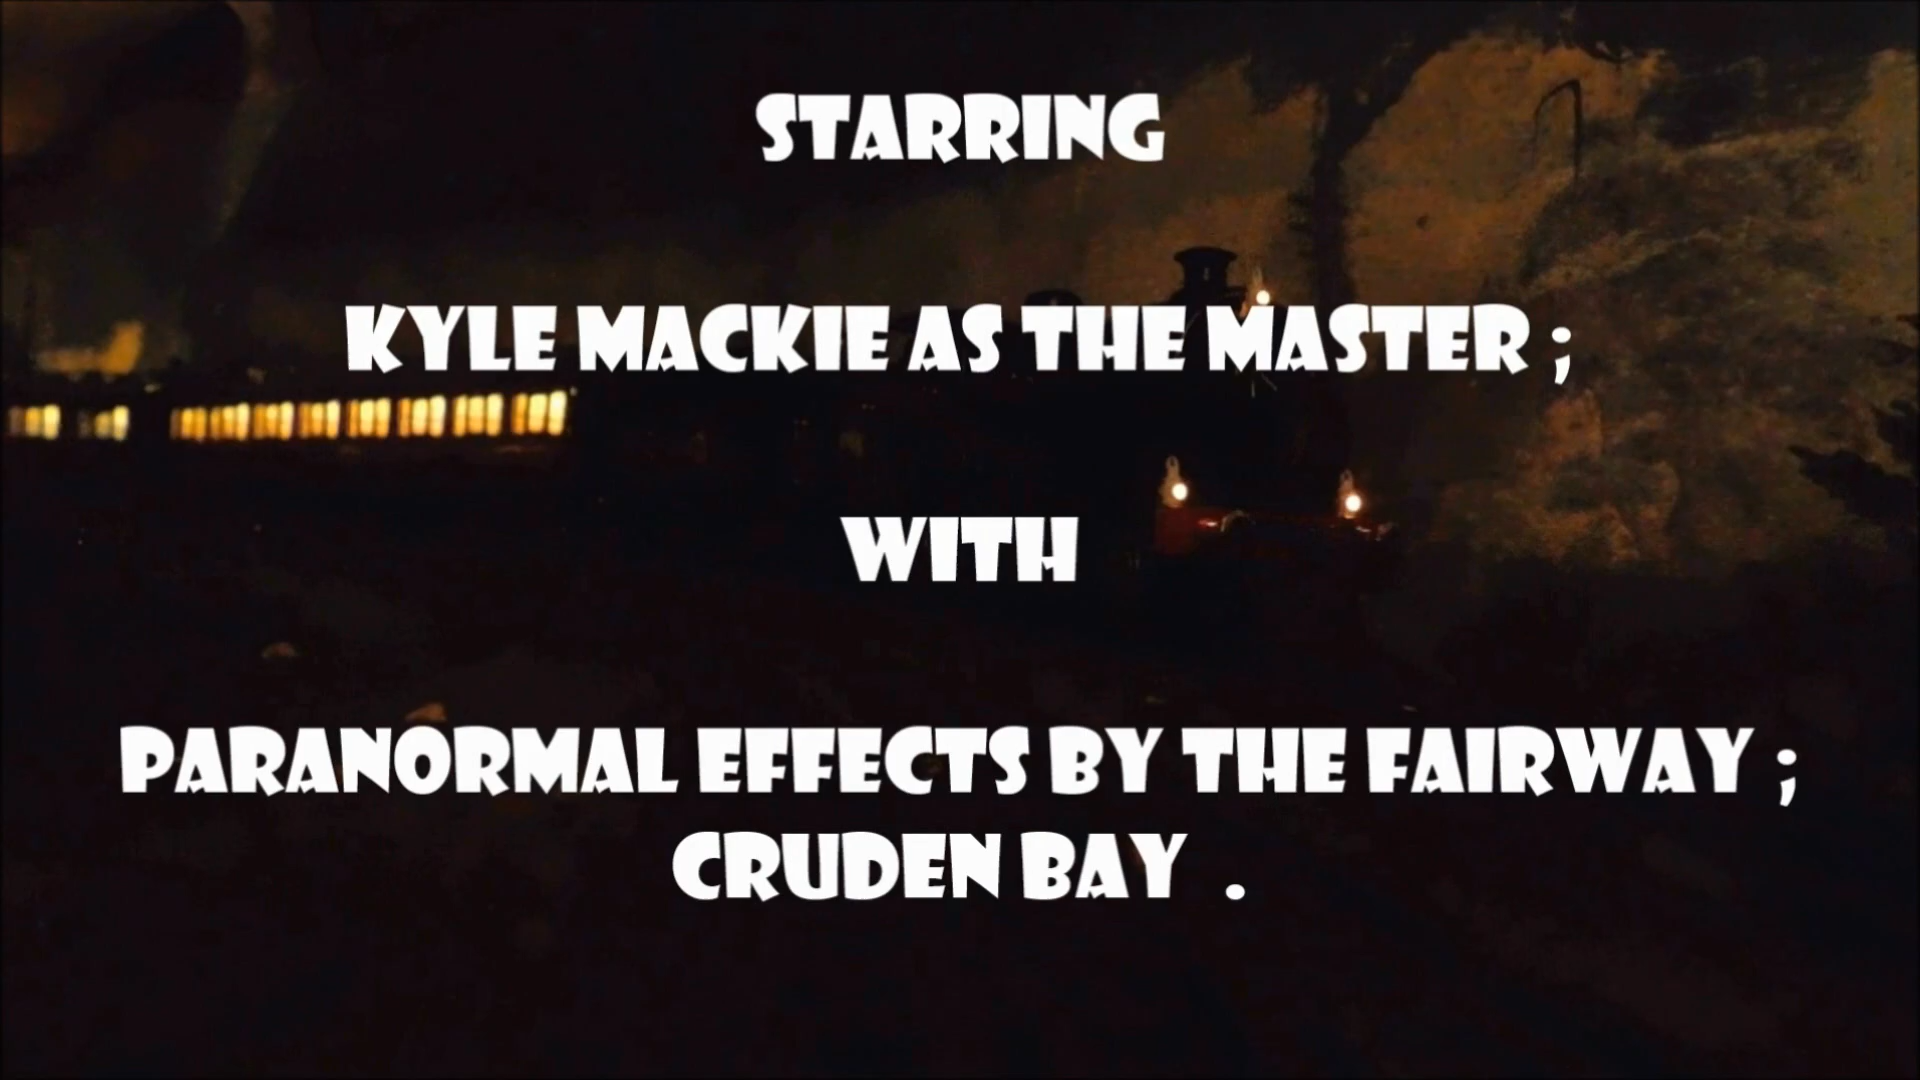 STARRING
KYLE MACKIE AS THE MASTER ;
WITH
PARANORMAL EFFECTS BY THE FAIRWAY ;
CRUDEN BAY .